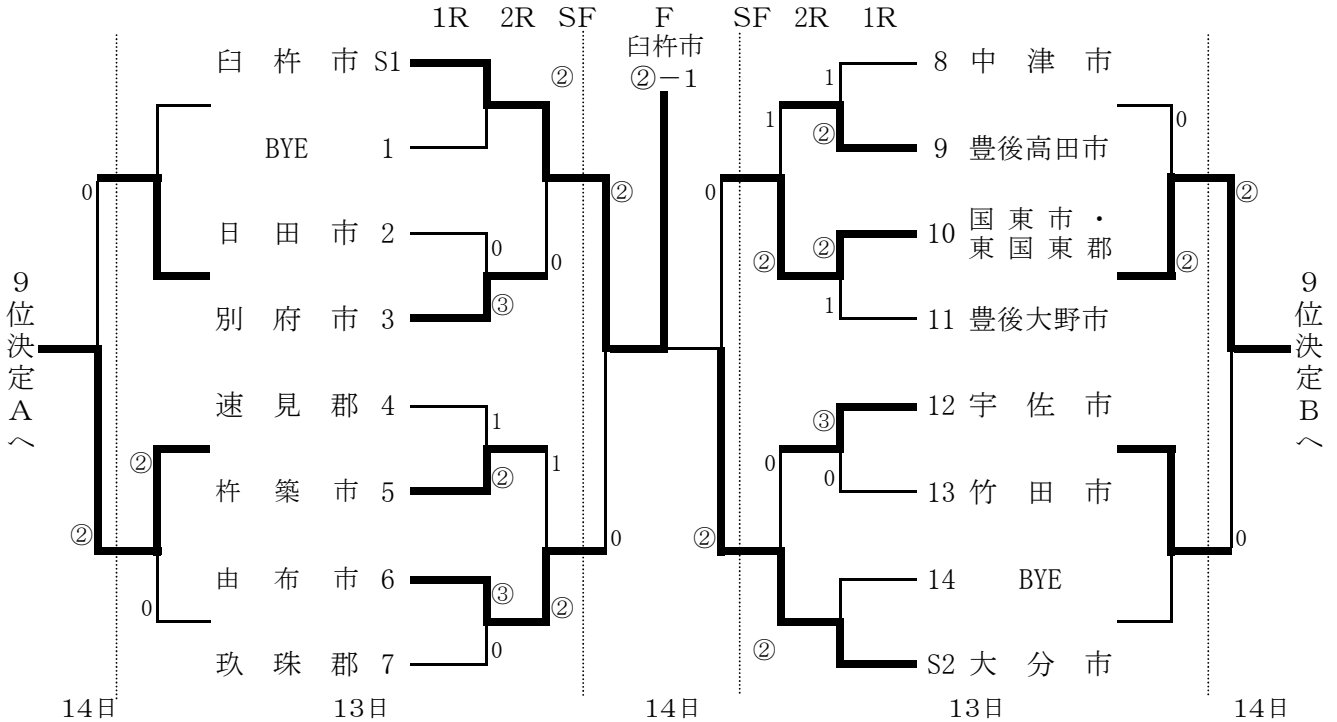 1R 2R SF F SF 2R 1R
臼杵市
②－1
臼杵市 S1
②
BYE 1
日田市 2
0
0
別府市 3
③
速見郡 4
1
1
杵築市 5
②
由布市 6
③
②
玖珠郡 7
0
②
0
0
②
②
0
9位決定Aへ
8 中津市
1
1
9 豊後高田市
②
10 国東市・
東国東郡
②
②
11 豊後大野市
1
12 宇佐市
③
0
13 竹田市
0
14 BYE
S2 大分市
②
0
②
0
②
②
0
9位決定Bへ
14日 13日 14日 13日 14日